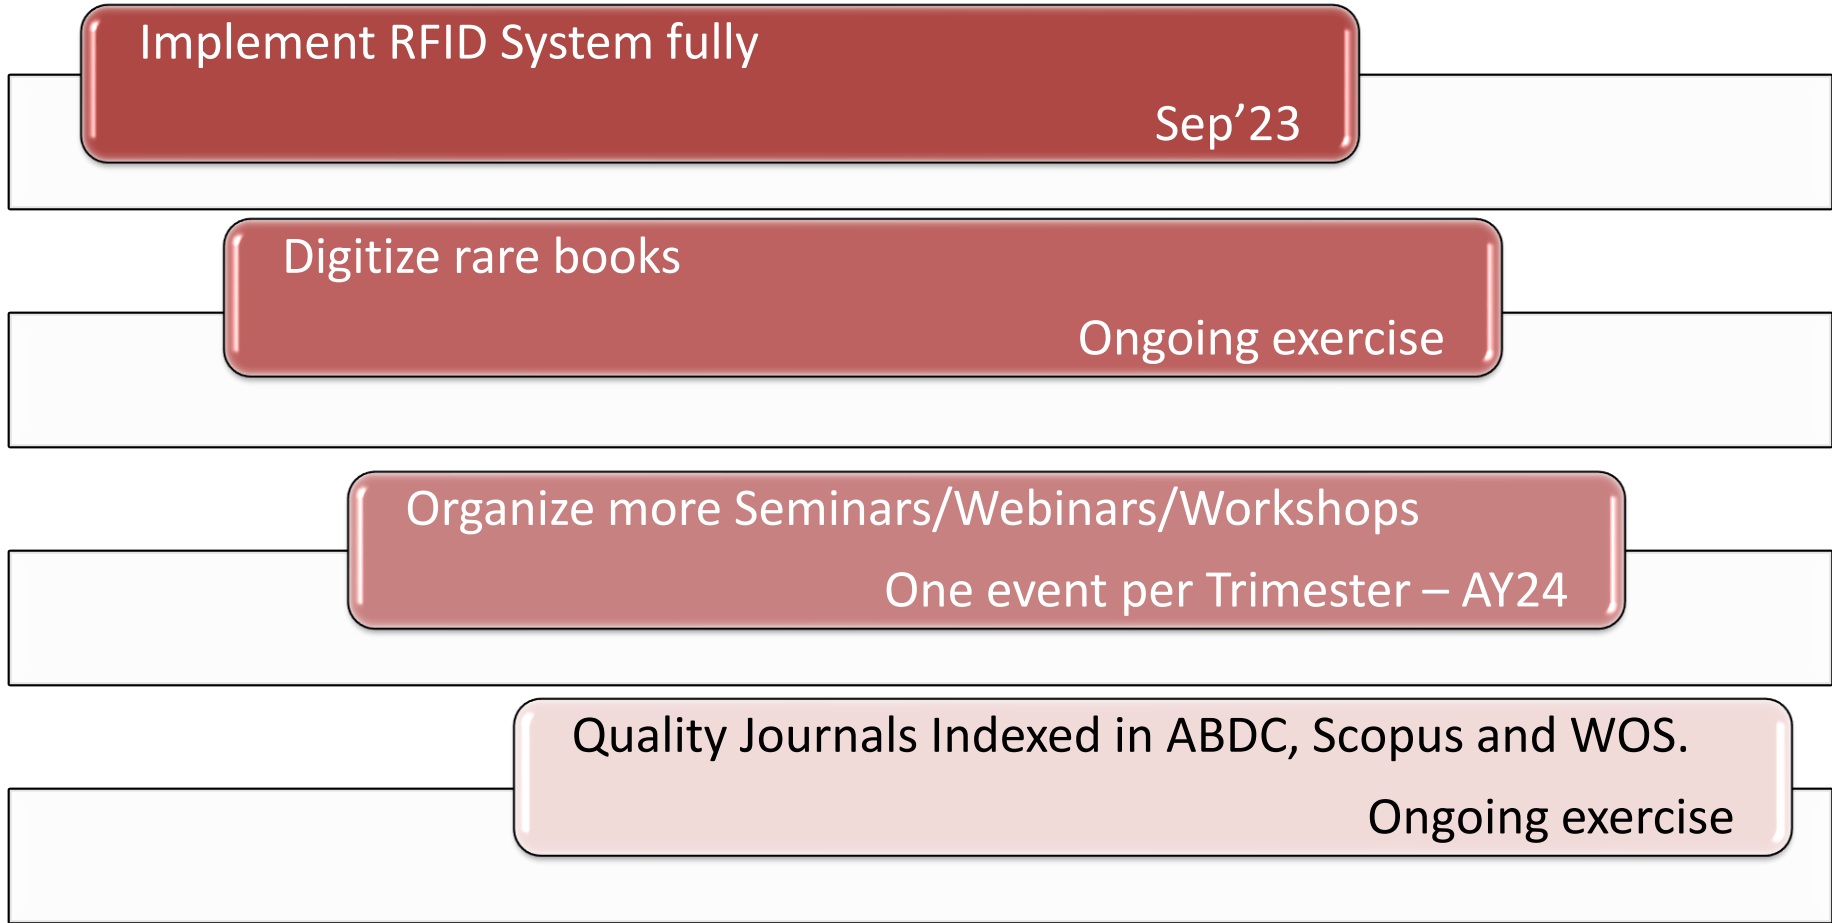 Implement RFID System fully
Sep’23
Digitize rare books
Ongoing exercise
Organize more Seminars/Webinars/Workshops
One event per Trimester – AY24
Quality Journals Indexed in ABDC, Scopus and WOS.
Ongoing exercise